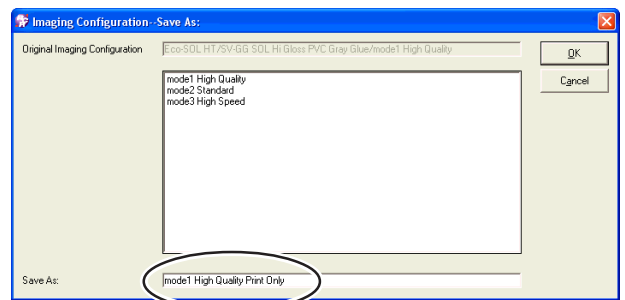 Imaging Configuration--Save As:
Original Imaging Configuration Eco-SOL HT/SV-GG SOL Hi Gloss PVC Gray Glue/mode1 High Quality
OK
mode1 High Quality
Cancel
mode2 Standard
mode3 High Speed
Save As: mode1 High Quality Print Only